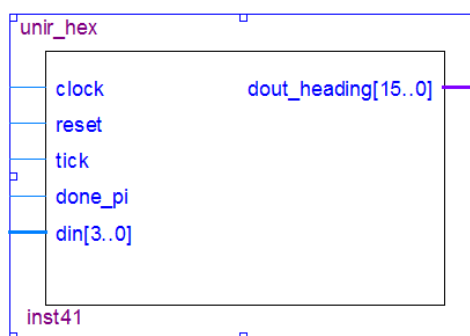 unir_hex
clock dout_heading[15..0]
reset
tick
done_pi
din[3..0]
inst41